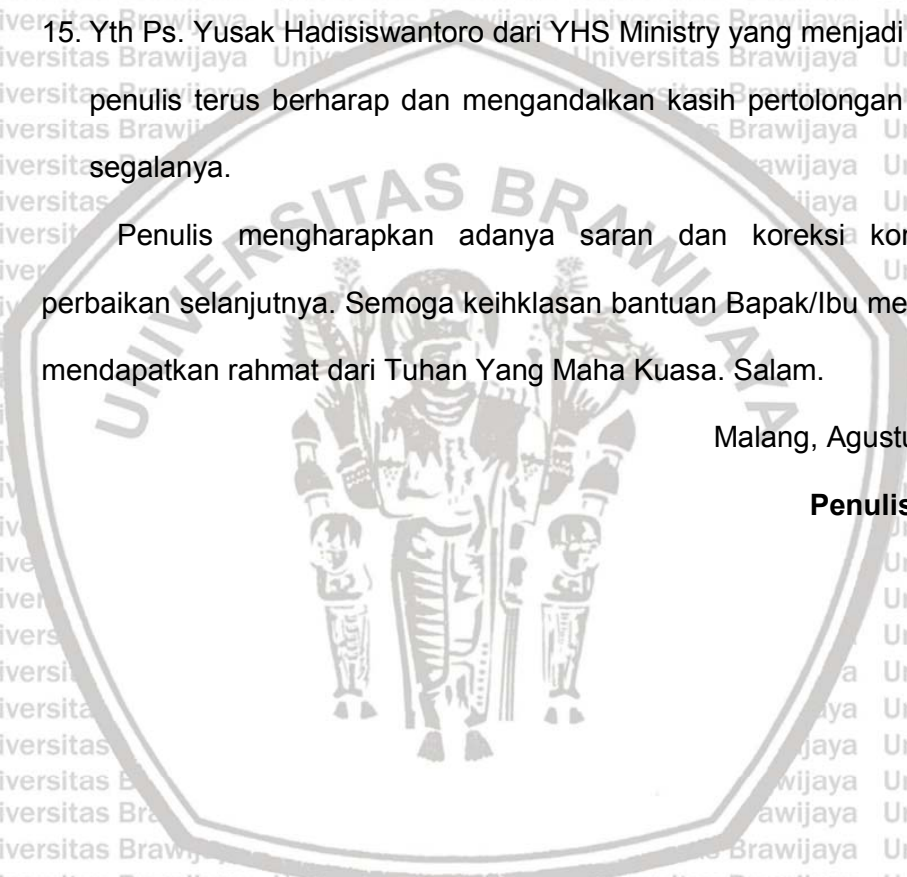 15. Yth Ps. Yusak Hadisiswantoro dari YHS Ministry yang menjadi
penulis terus berharap dan mengandalkan kasih pertolongan
segalanya.
Penulis mengharapkan adanya saran dan koreksi
perbaikan selanjutnya. Semoga keihklasan bantuan Bapak/Ibu
mendapatkan rahmat dari Tuhan Yang Maha Kuasa. Salam.
Malang,
Penulis
UNIVERSITAS BRAWIJAYA